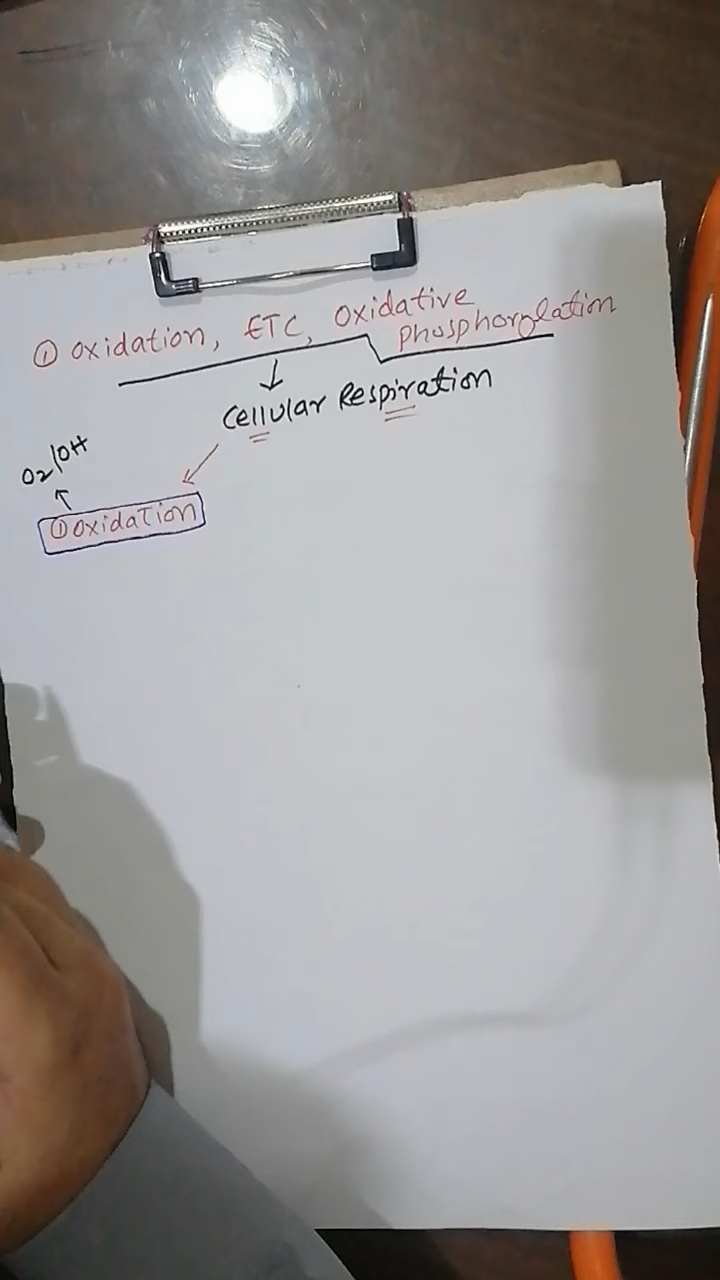 ① Oxidation, ETC, Oxidative phosphorylation
↓
Cellular Respiration
O₂/OH
① Oxidation